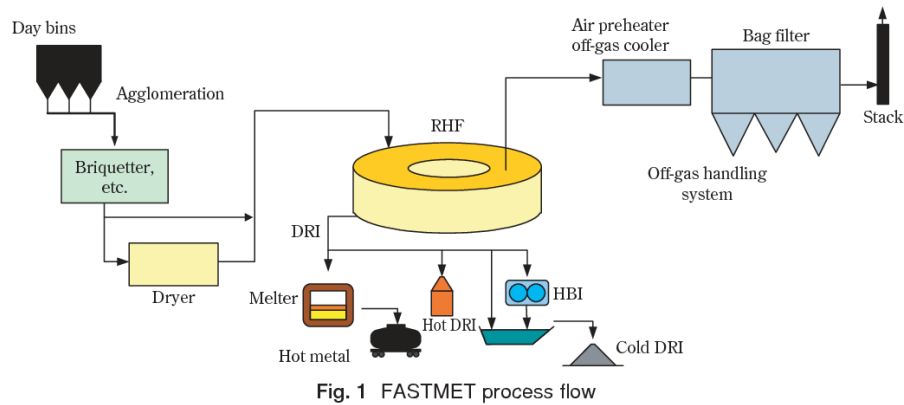 Day bins
Agglomeration
Briquetter,
etc.
Dryer
RHF
DRI
Melter
Hot metal
Hot DRI
HBI
Cold DRI
Air preheater
off-gas cooler
Bag filter
Stack
Off-gas handling
system
Fig. 1 FASTMET process flow